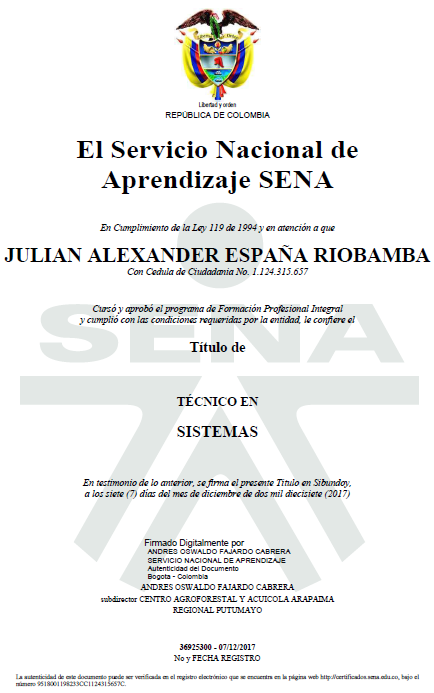 Libertad y orden
REPÚBLICA DE COLOMBIA
El Servicio Nacional de
Aprendizaje SENA
En Cumplimiento de la Ley 119 de 1994 y en atención a que
JULIAN ALEXANDER ESPAÑA RIOBAMBA
Con Cedula de Ciudadania No. 1.124.315.657
SENA
Cursó y aprobó el programa de Formación Profesional Integral
y cumplió con las condiciones requeridas por la entidad, le confiere el
Título de
TÉCNICO EN
SISTEMAS
En testimonio de lo anterior, se firma el presente Título en Sibundoy,
a los siete (7) días del mes de diciembre de dos mil diecisiete (2017)
Firmado Digitalmente por
ANDRES OSWALDO FAJARDO CABRERA
SERVICIO NACIONAL DE APRENDIZAJE
Autenticidad del Documento
Bogota - Colombia
ANDRES OSWALDO FAJARDO CABRERA
subdirector CENTRO AGROFORESTAL Y ACUICOLA ARAPAIMA
REGIONAL PUTUMAYO
36925300 - 07/12/2017
No y FECHA REGISTRO
La autenticidad de este documento puede ser verificada en el registro electrónico que se encuentra en la página web http://certificados.sena.edu.co, bajo el
número 9518001198233CC1124315657C.